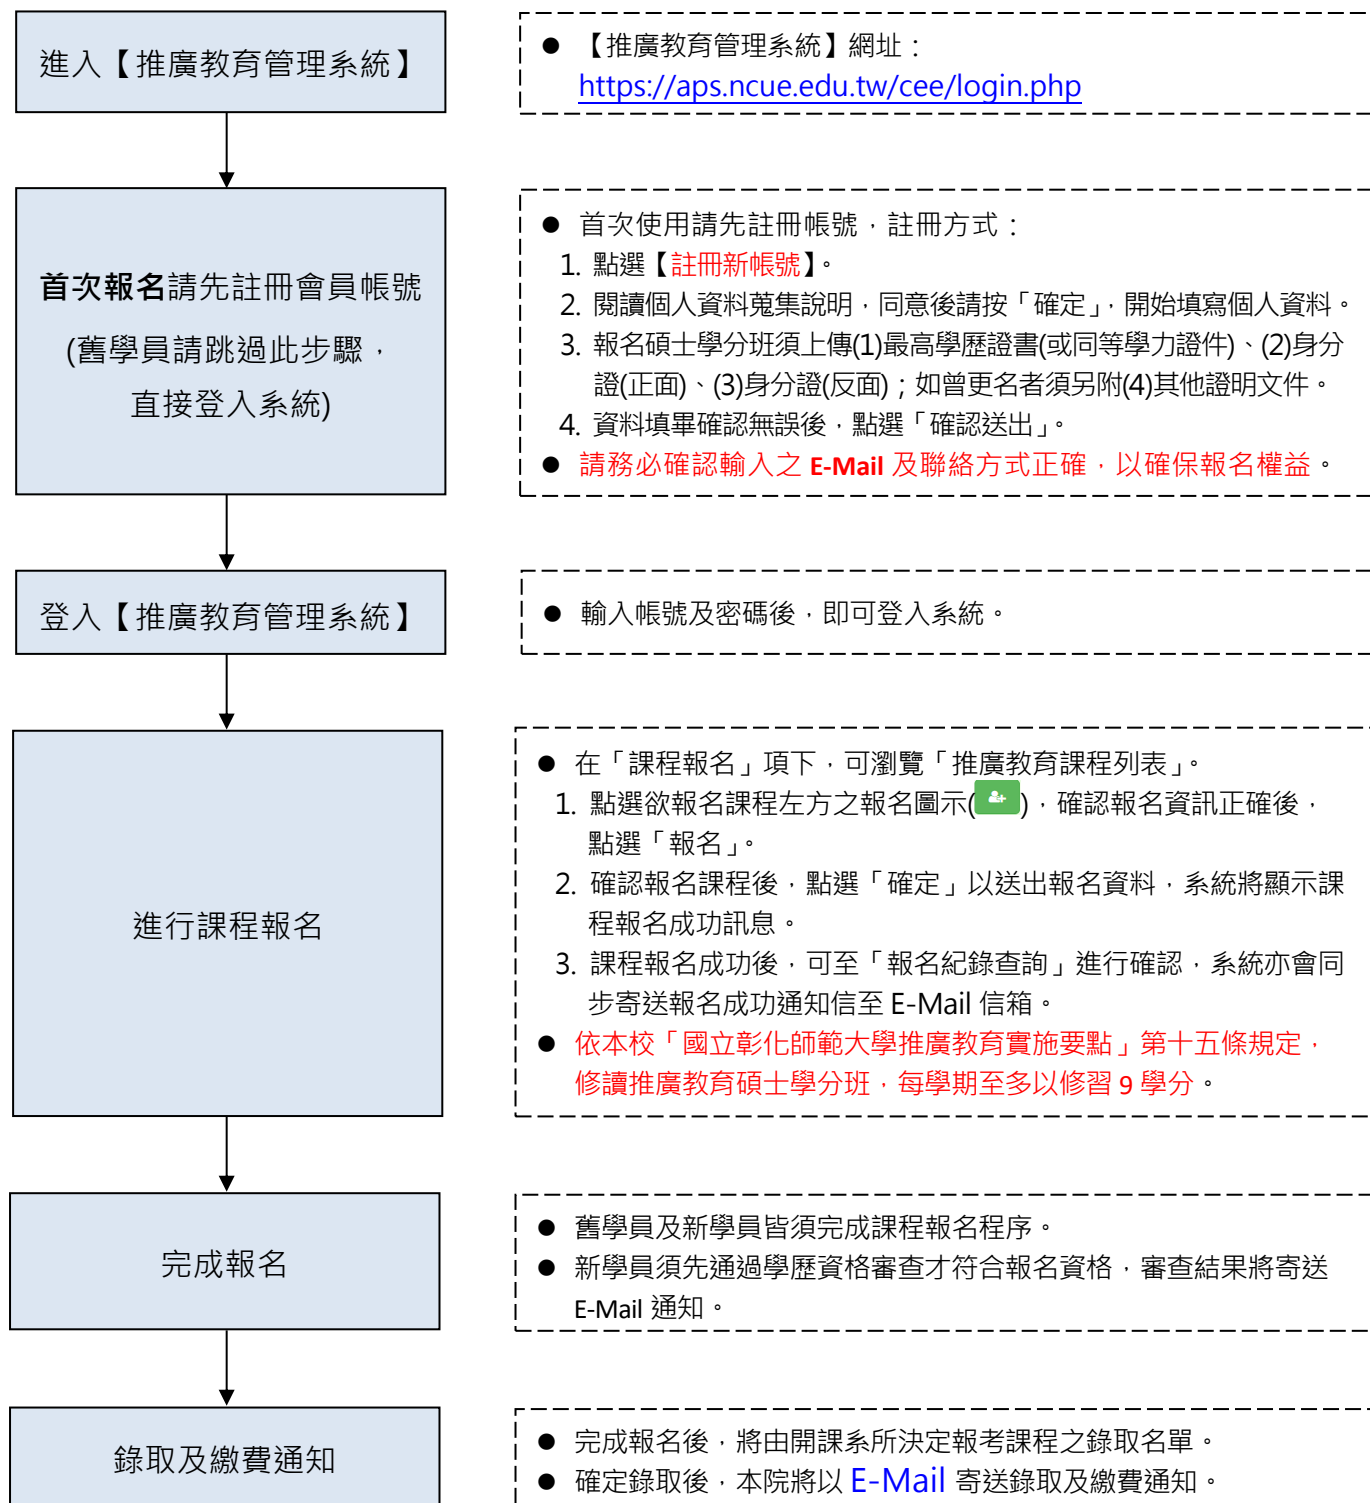 進入【推廣教育管理系統】
● 【推廣教育管理系統】網址：
https://aps.ncue.edu.tw/cee/login.php
首次報名請先註冊會員帳號
(舊學員請跳過此步驟，
直接登入系統)
● 首次使用請先註冊帳號，註冊方式：
1. 點選【註冊新帳號】。
2. 閱讀個人資料蒐集說明，同意後請按「確定」，開始填寫個人資料。
3. 報名碩士學分班須上傳(1)最高學歷證書(或同等學力證件)、(2)身分
證(正面)、(3)身分證(反面)；如曾更名者須另附(4)其他證明文件。
4. 資料填畢確認無誤後，點選「確認送出」。
● 請務必確認輸入之 E-Mail 及聯絡方式正確，以確保報名權益。
登入【推廣教育管理系統】
● 輸入帳號及密碼後，即可登入系統。
進行課程報名
● 在「課程報名」項下，可瀏覽「推廣教育課程列表」。
1. 點選欲報名課程左方之報名圖示( )，確認報名資訊正確後，
點選「報名」。
2. 確認報名課程後，點選「確定」以送出報名資料，系統將顯示課
程報名成功訊息。
3. 課程報名成功後，可至「報名紀錄查詢」進行確認，系統亦會同
步寄送報名成功通知信至 E-Mail 信箱。
● 依本校「國立彰化師範大學推廣教育實施要點」第十五條規定，
修讀推廣教育碩士學分班，每學期至多以修習 9 學分。
完成報名
● 舊學員及新學員皆須完成課程報名程序。
● 新學員須先通過學歷資格審查才符合報名資格，審查結果將寄送
E-Mail 通知。
錄取及繳費通知
● 完成報名後，將由開課系所決定報考課程之錄取名單。
● 確定錄取後，本院將以 E-Mail 寄送錄取及繳費通知。